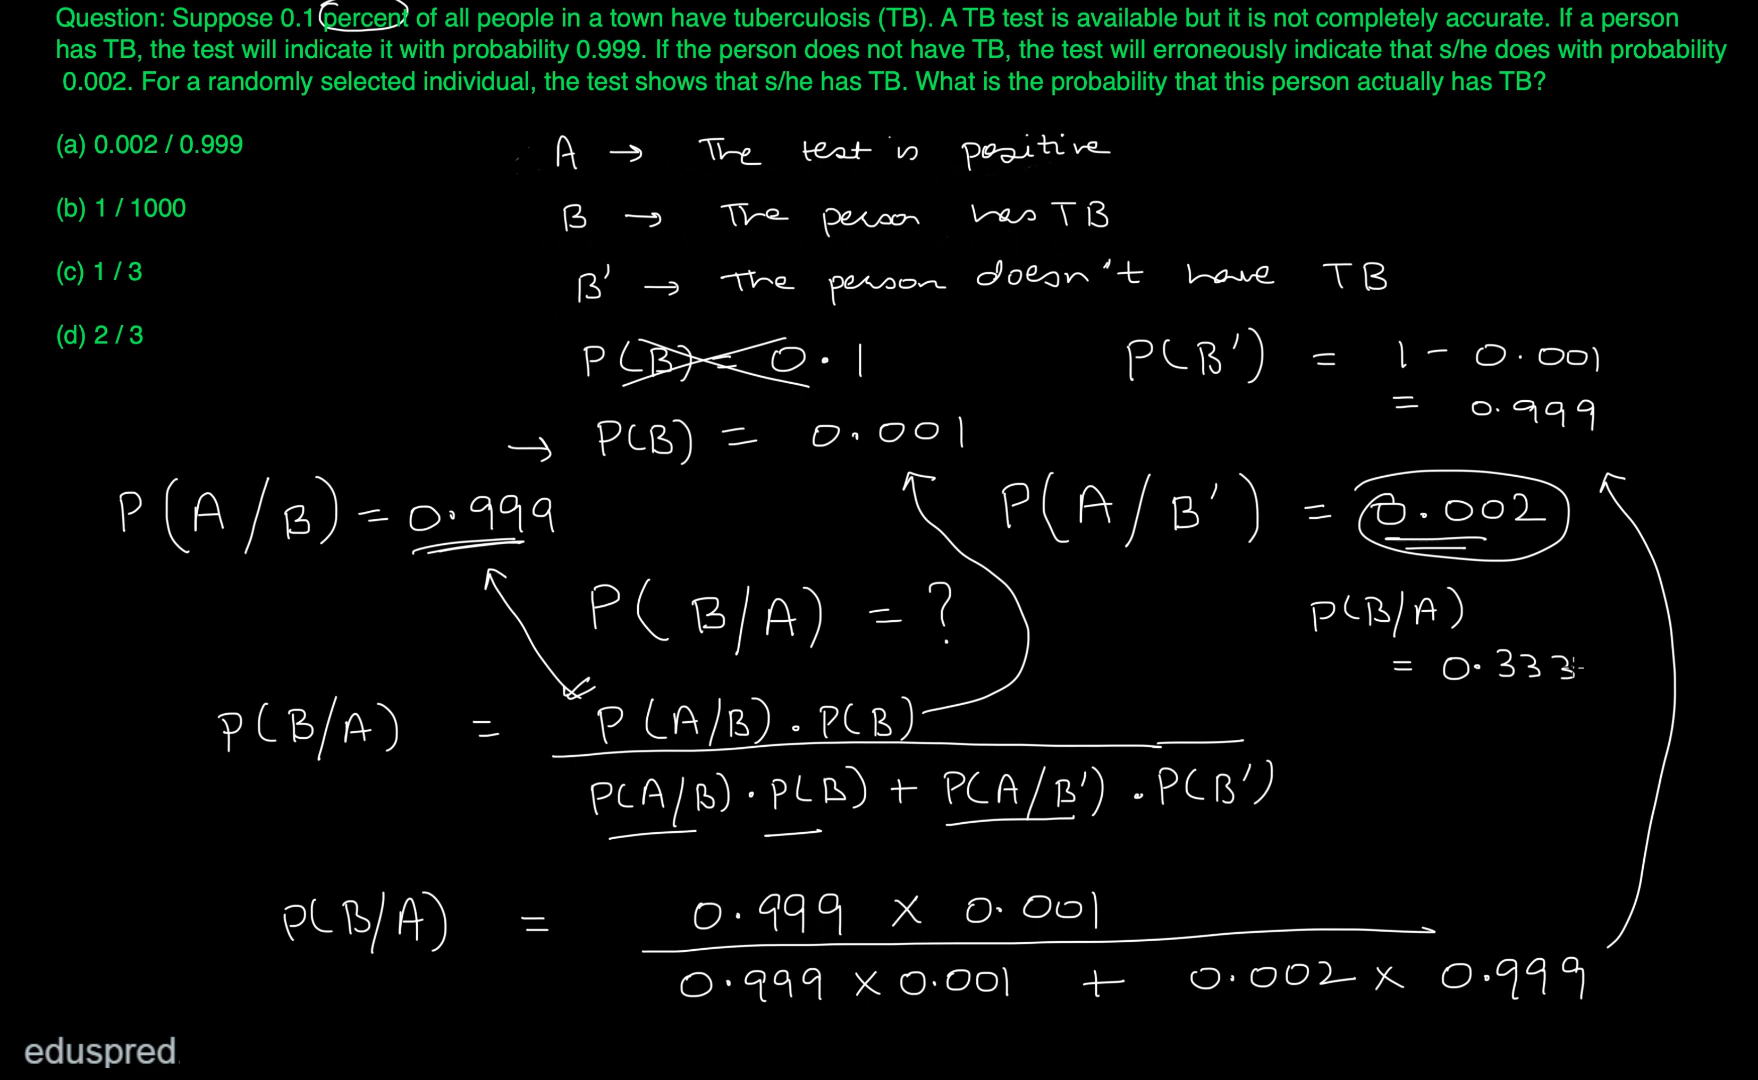 Question: Suppose 0.1 percent of all people in a town have tuberculosis (TB). A TB test is available but it is not completely accurate. If a person
has TB, the test will indicate it with probability 0.999. If the person does not have TB, the test will erroneously indicate that s/he does with probability
0.002. For a randomly selected individual, the test shows that s/he has TB. What is the probability that this person actually has TB?
(a) 0.002 / 0.999
A → The test is positive
(b) 1 / 1000
B → The person has TB
(c) 1 / 3
B' → The person doesn't have TB
(d) 2 / 3
P(B) = 0.1
P(B') = 1 - 0.001
= 0.999
→ P(B) = 0.001
P(A/B) = 0.999
P(A/B') = 0.002
P(B/A) = ?
P(B/A)
= 0.333
P(B/A) = P(A/B) . P(B)
P(A/B) . P(B) + P(A/B') . P(B')
P(B/A) = 0.999 x 0.001
0.999 x 0.001 + 0.002 x 0.999
eduspred